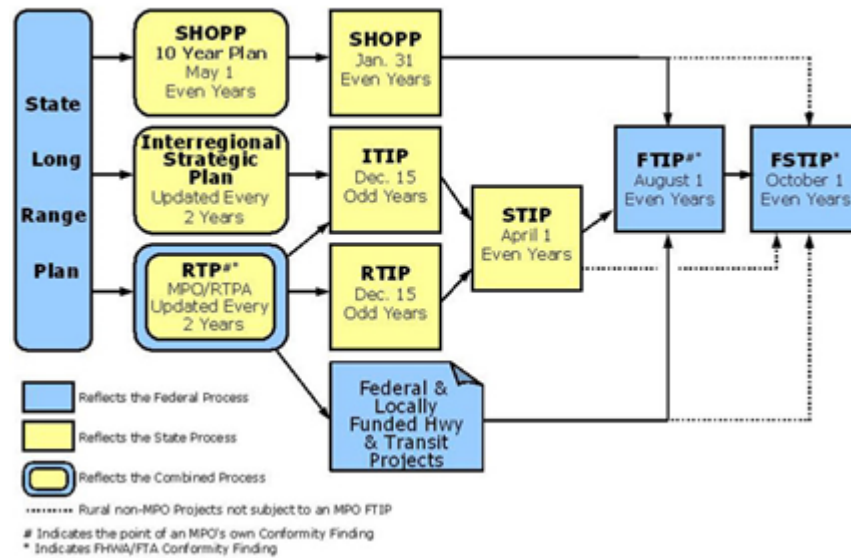 State
Long
Range
Plan
SHOPP
10 Year Plan
May 1
Even Years
SHOPP
Jan. 31
Even Years
Interregional
Strategic
Plan
Updated Every
2 Years
ITIP
Dec. 15
Odd Years
STIP
April 1
Even Years
FTIP#*
August 1
Even Years
FSTIP*
October 1
Even Years
RTP#*
MPO/RTPA
Updated Every
2 Years
RTIP
Dec. 15
Odd Years
Federal &
Locally
Funded Hwy
& Transit
Projects
Reflects the Federal Process
Reflects the State Process
Reflects the Combined Process
Rural non-MPO Projects not subject to an MPO FTIP
# Indicates the point of an MPO's own Conformity Finding
* Indicates FHWA/FTA Conformity Finding